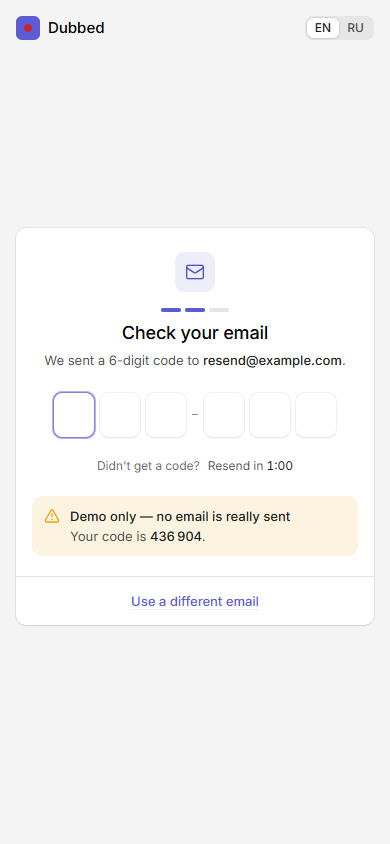 Dubbed
EN RU
Check your email
We sent a 6-digit code to resend@example.com.
–
Didn't get a code? Resend in 1:00
Demo only — no email is really sent
Your code is 436 904.
Use a different email